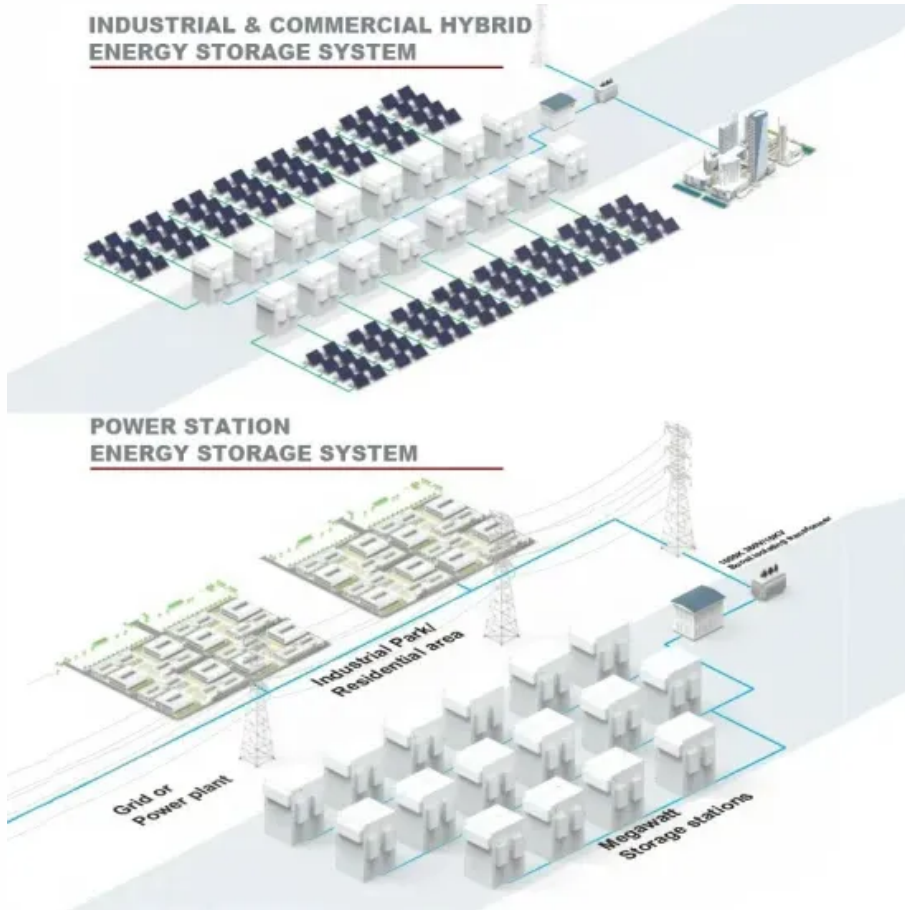 INDUSTRIAL & COMMERCIAL HYBRID
ENERGY STORAGE SYSTEM
POWER STATION
ENERGY STORAGE SYSTEM
Industrial Park/
Residential area
Grid or
Power plant
Megawatt
Storage stations